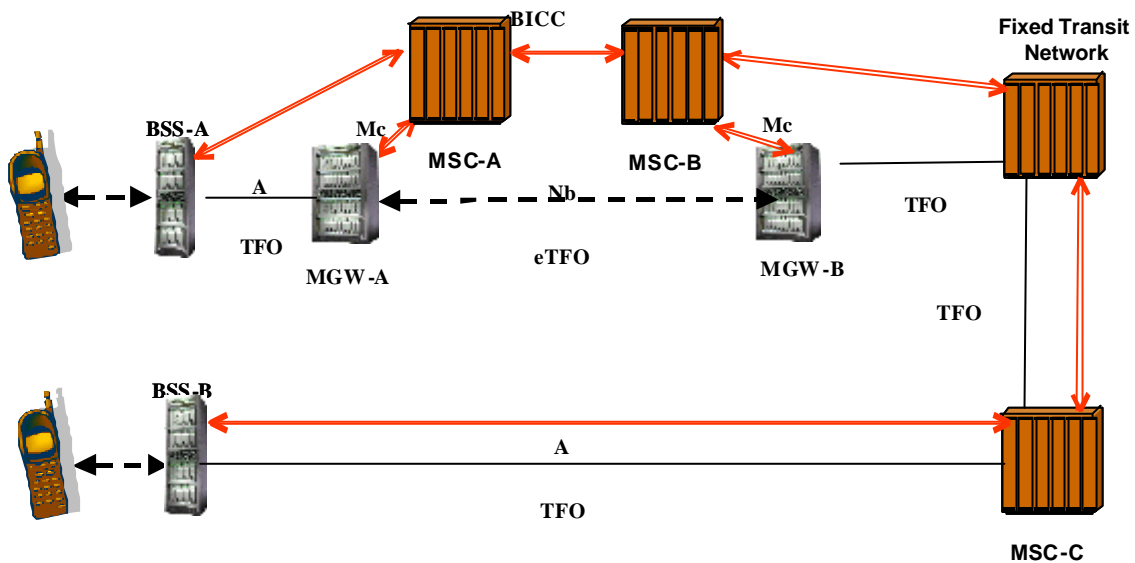 BICC
Fixed Transit
Network
BSS-A
Mc
Mc
MSC-A
MSC-B
A
Nb
TFO
TFO
eTFO
MGW-A
MGW-B
TFO
BSS-B
A
TFO
MSC-C